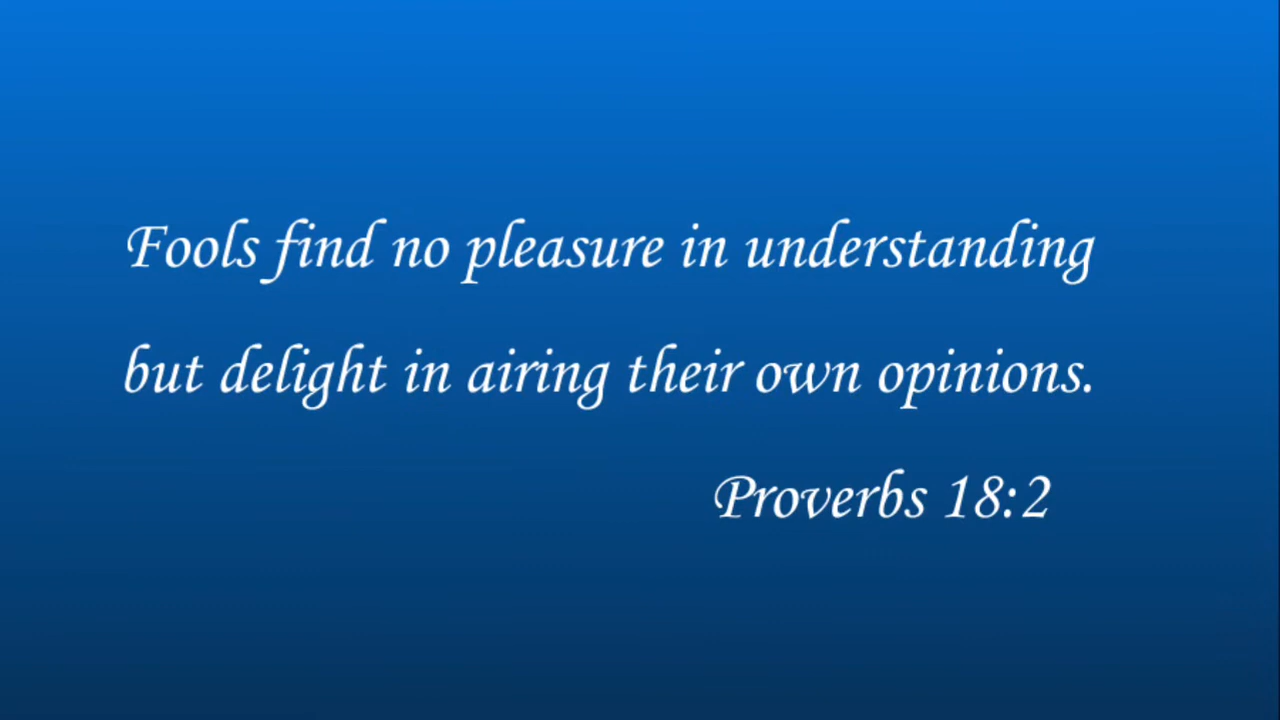 Fools find no pleasure in understanding
but delight in airing their own opinions.
Proverbs 18:2